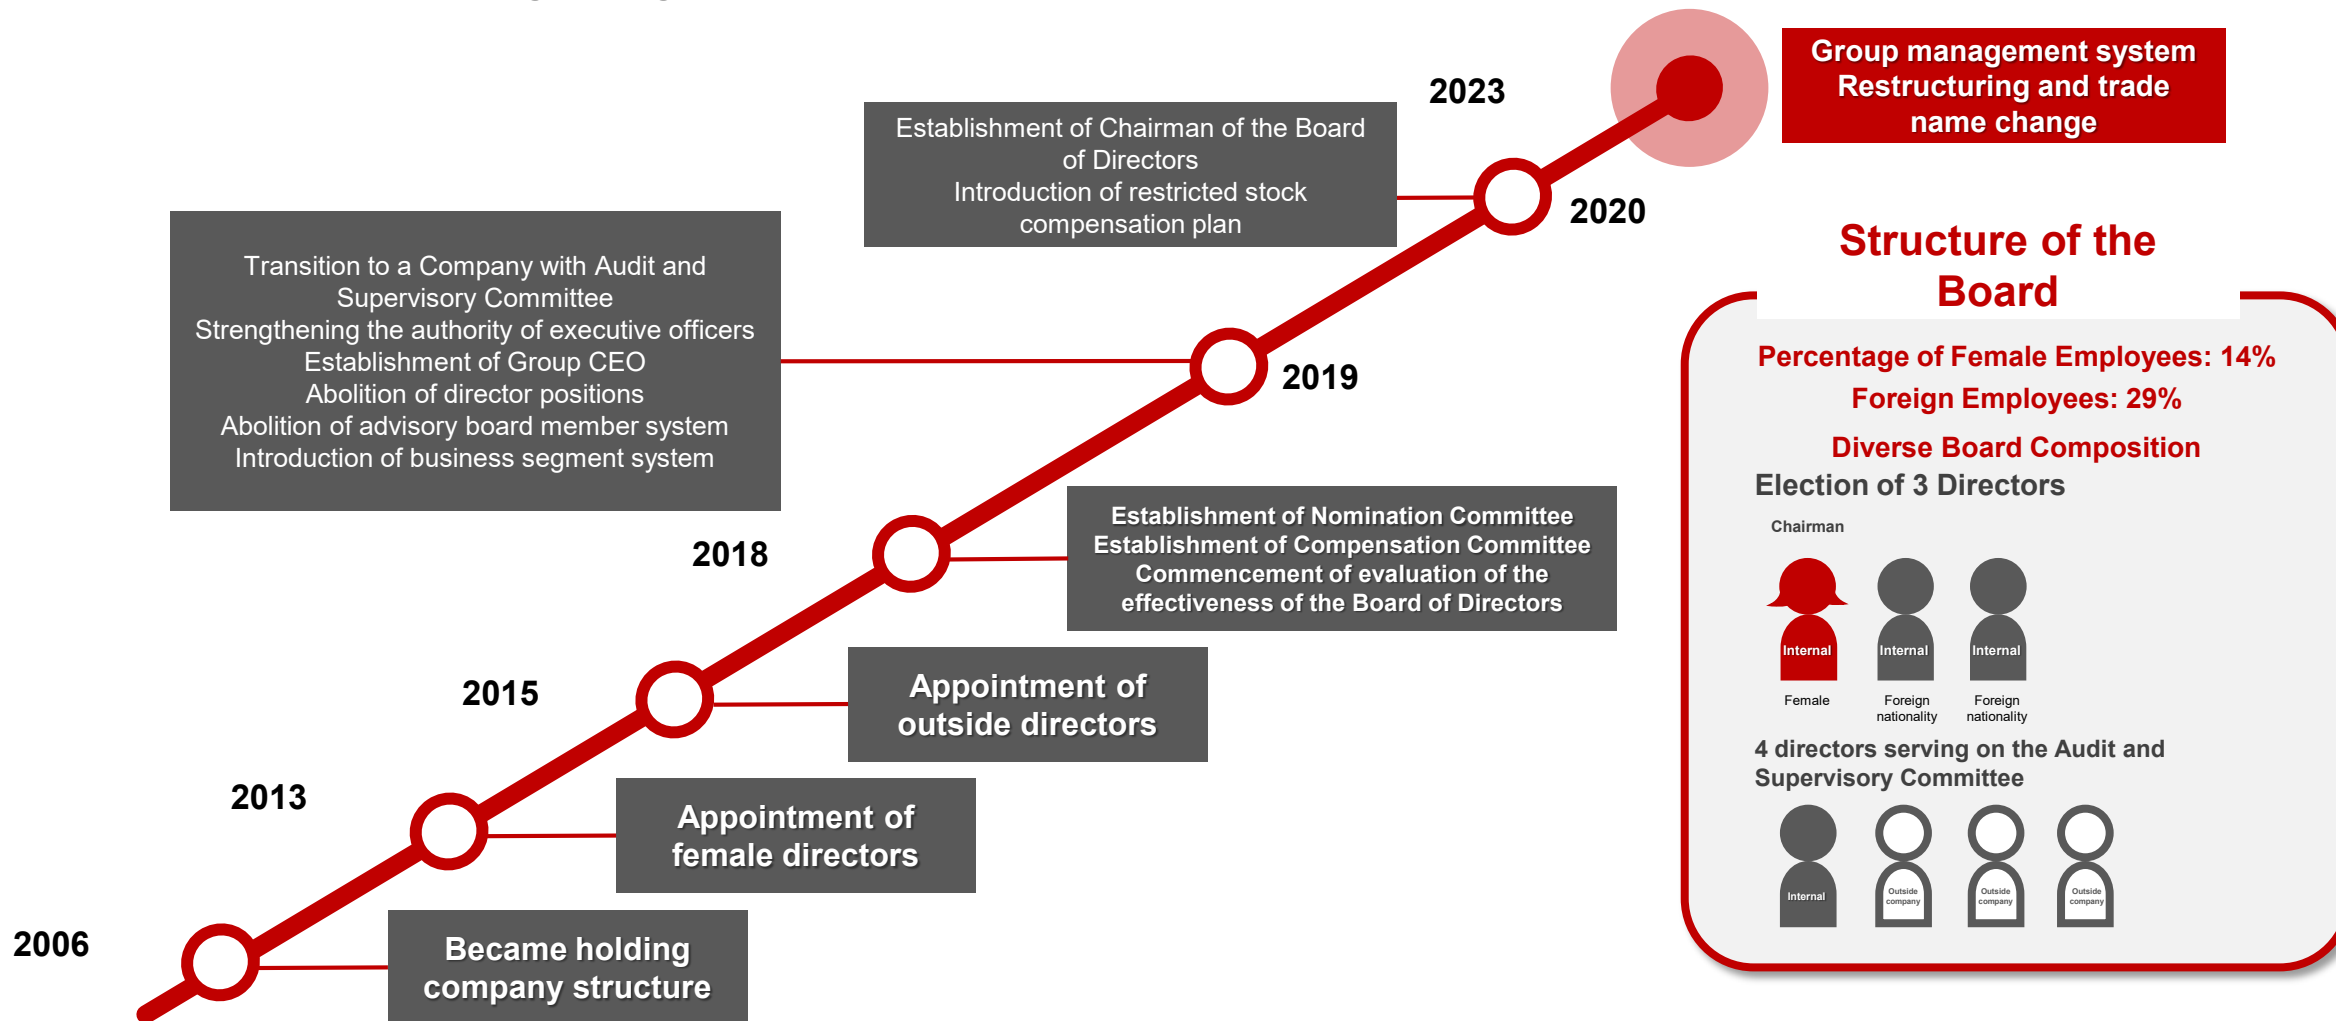 2023
Group management system
Restructuring and trade
name change
Establishment of Chairman of the Board
of Directors
Introduction of restricted stock
compensation plan
2020
Transition to a Company with Audit and
Supervisory Committee
Strengthening the authority of executive officers
Establishment of Group CEO
Abolition of director positions
Abolition of advisory board member system
Introduction of business segment system
2019
2018
Establishment of Nomination Committee
Establishment of Compensation Committee
Commencement of evaluation of the
effectiveness of the Board of Directors
2015
Appointment of
outside directors
2013
Appointment of
female directors
2006
Became holding
company structure
Structure of the
Board
Percentage of Female Employees: 14%
Foreign Employees: 29%
Diverse Board Composition
Election of 3 Directors
Chairman
Internal
Internal
Internal
Female
Foreign
nationality
Foreign
nationality
4 directors serving on the Audit and
Supervisory Committee
Internal
Outside
company
Outside
company
Outside
company